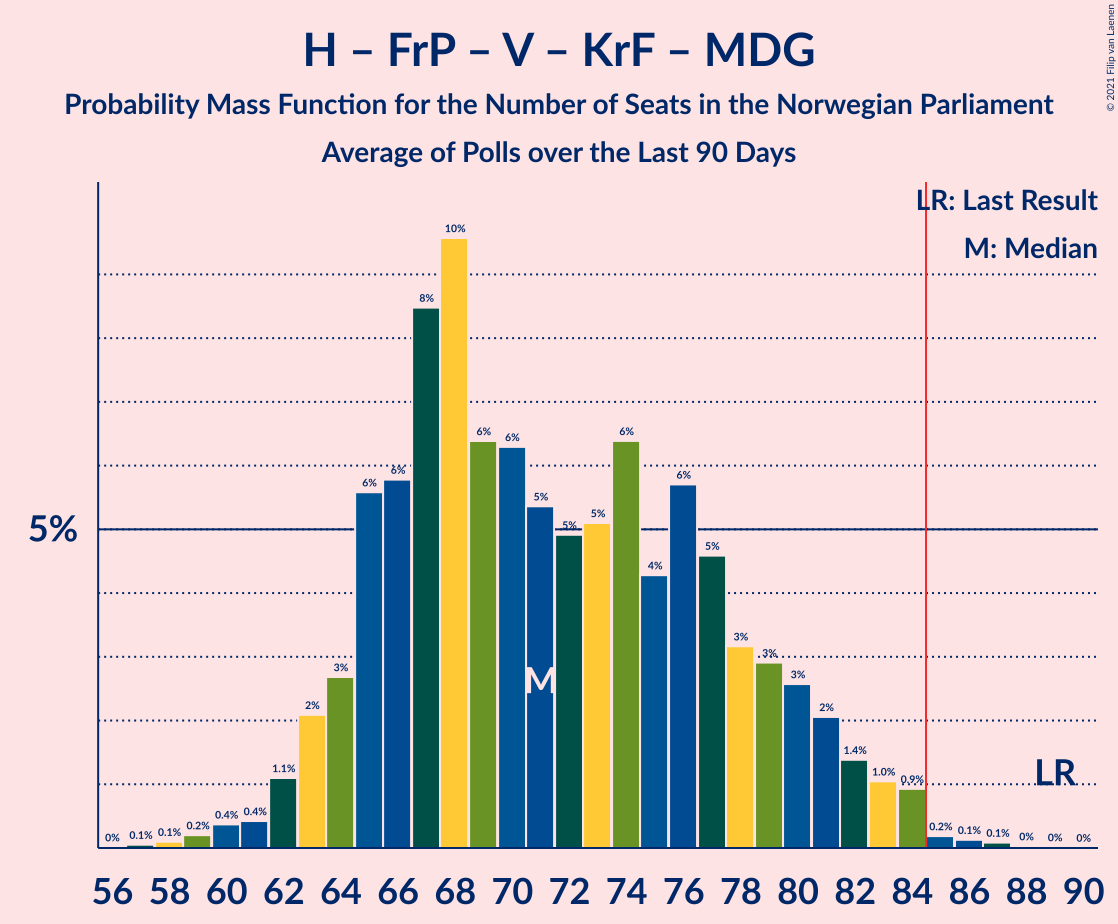 H – FrP – V – KrF – MDG
Probability Mass Function for the Number of Seats in the Norwegian Parliament
Average of Polls over the Last 90 Days
© 2021 Filip van Laenen
LR: Last Result
M: Median
5%
0% 0.1% 0.1% 0.2% 0.4% 0.4% 1.1% 2% 3% 6% 6% 8% 10% 6% 6% 5% 5% 5% 6% 4% 6% 5% 3% 3% 3% 2% 1.4% 1.0% 0.9% 0.2% 0.1% 0.1% 0% 0% 0%
M
LR
56 58 60 62 64 66 68 70 72 74 76 78 80 82 84 86 88 90